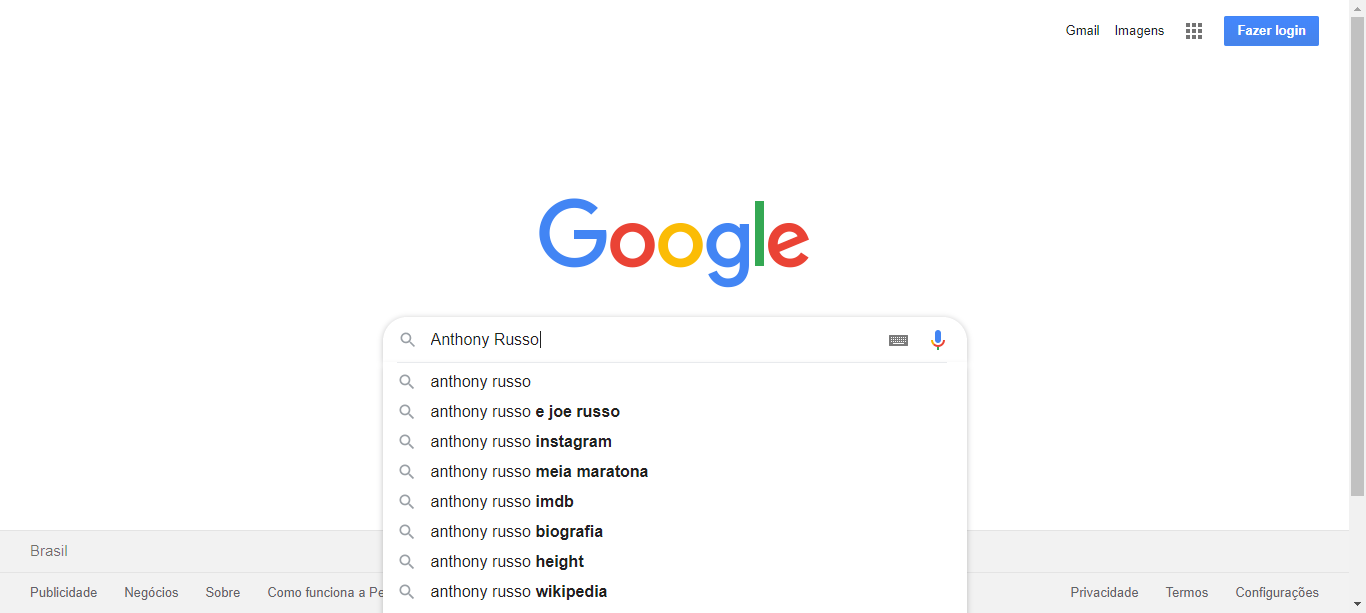 Gmail Imagens Fazer login
Google
Anthony Russo
anthony russo
anthony russo e joe russo
anthony russo instagram
anthony russo meia maratona
anthony russo imdb
anthony russo biografia
anthony russo height
anthony russo wikipedia
Brasil
Publicidade Negócios Sobre Como funciona a Pe Privacidade Termos Configurações